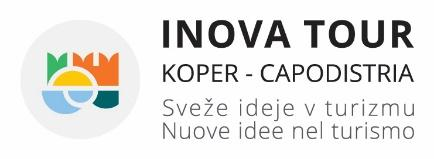 INOVA TOUR
KOPER - CAPODISTRIA
Sveže ideje v turizmu
Nuove idee nel turismo